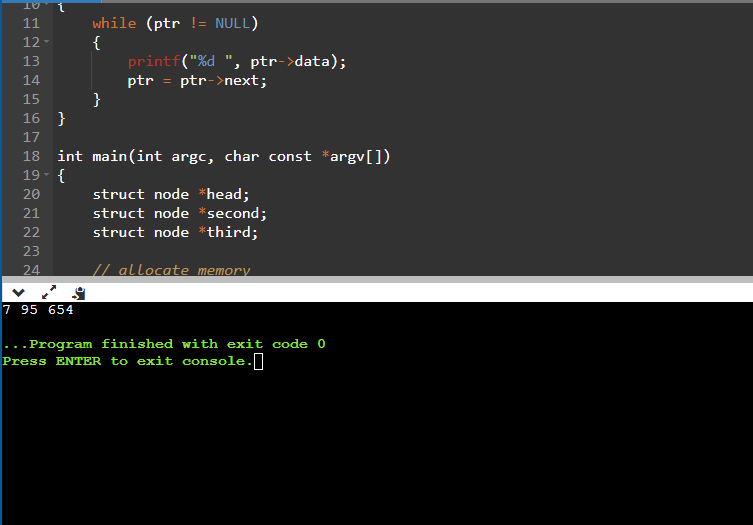 10 {
11 while (ptr != NULL)
12 {
13 printf("%d ", ptr->data);
14 ptr = ptr->next;
15 }
16 }
17
18 int main(int argc, char const *argv[])
19 {
20 struct node *head;
21 struct node *second;
22 struct node *third;
23
24 // allocate memory
7 95 654
...Program finished with exit code 0
Press ENTER to exit console.